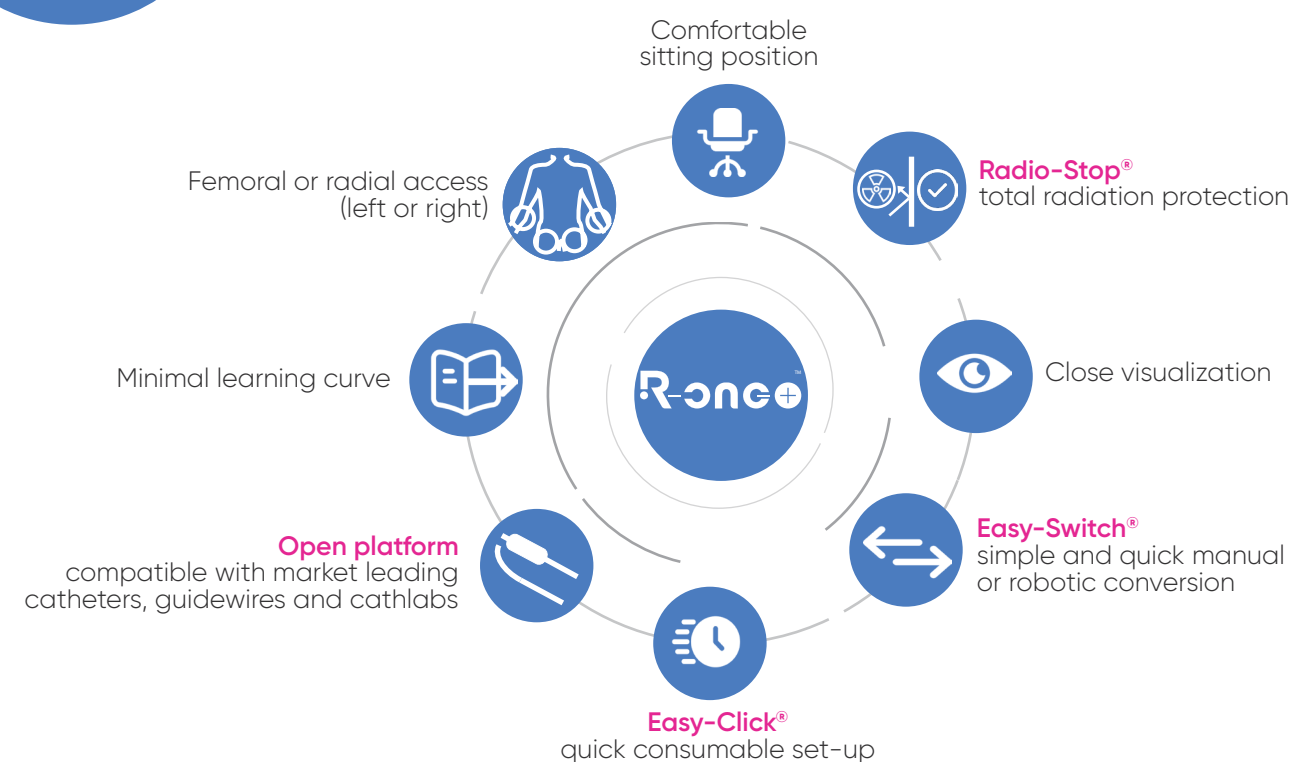 Comfortable
sitting position
Radio-Stop®
total radiation protection
Close visualization
Easy-Switch®
simple and quick manual
or robotic conversion
Easy-Click®
quick consumable set-up
Open platform
compatible with market leading
catheters, guidewires and cathlabs
Minimal learning curve
Femoral or radial access
(left or right)
R-onco+™